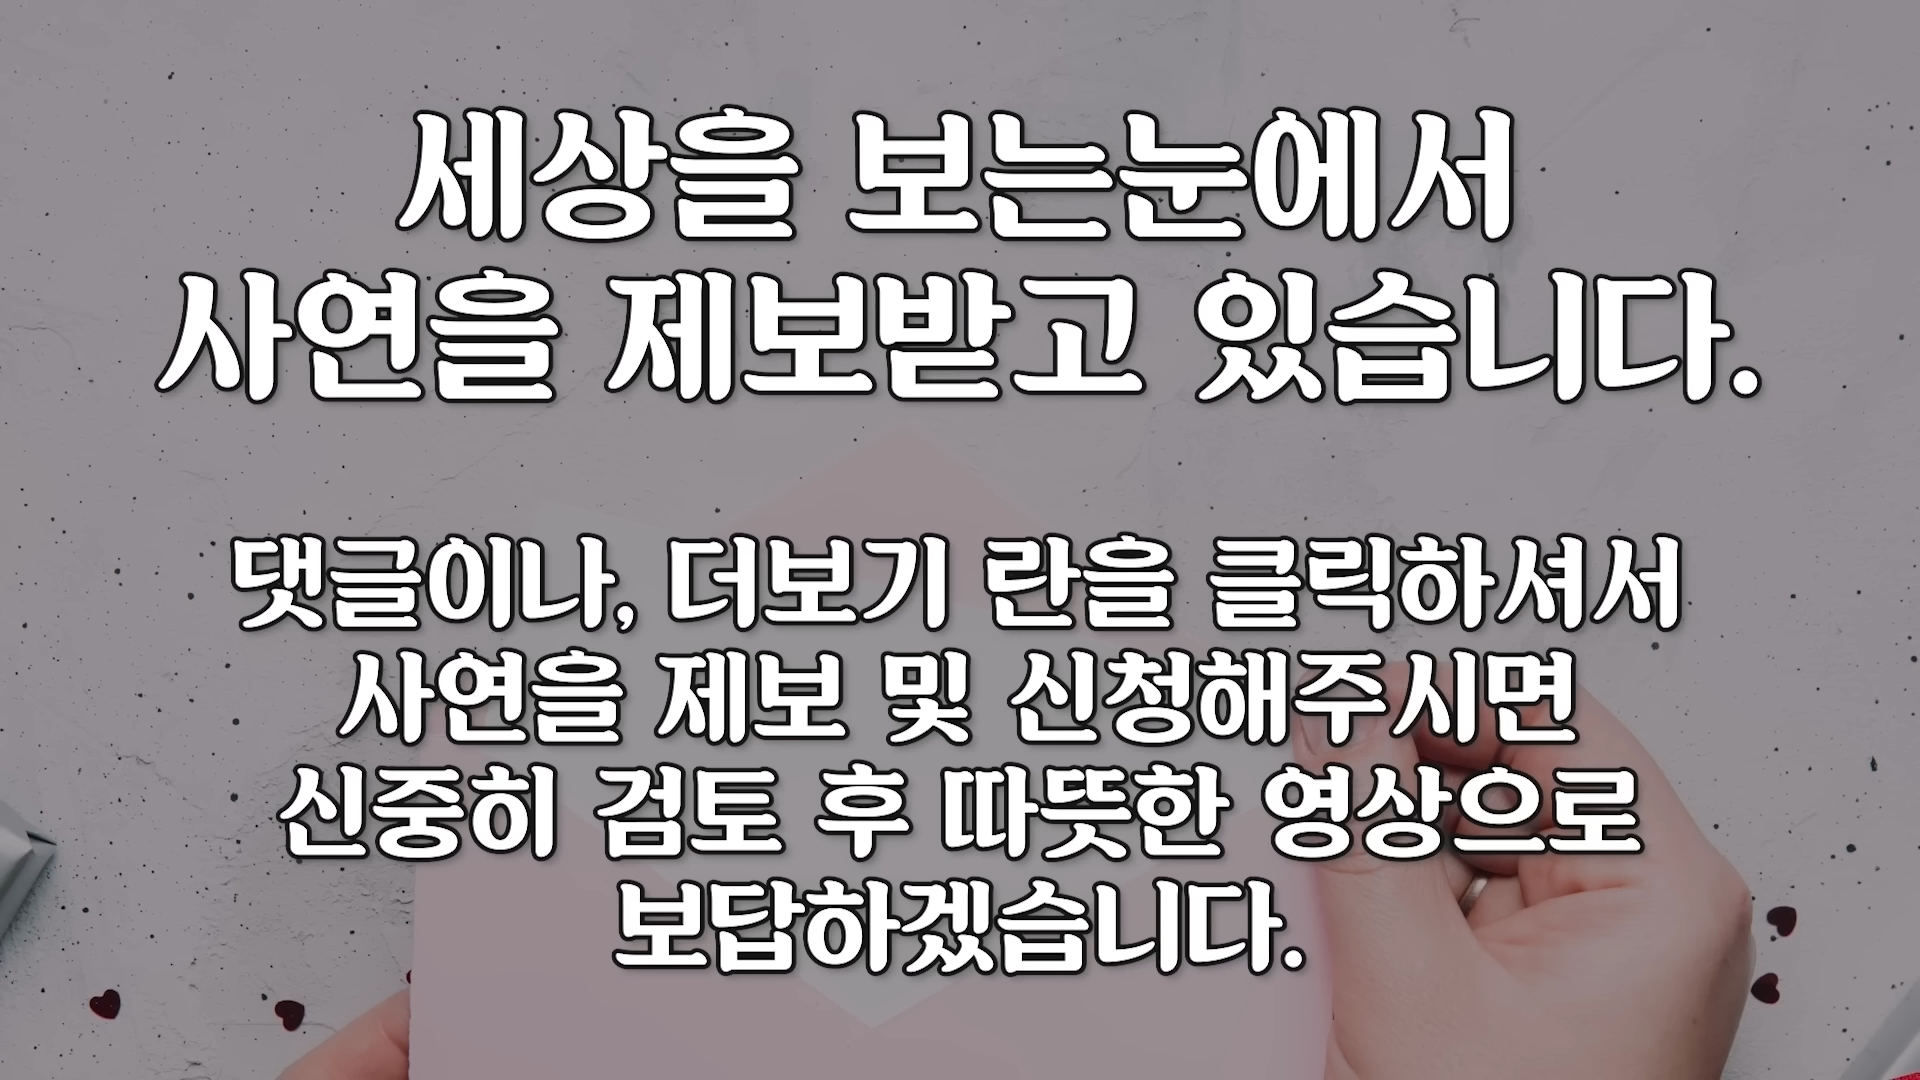 세상을 보는눈에서
사연을 제보받고 있습니다.
댓글이나, 더보기 란을 클릭하셔서
사연을 제보 및 신청해주시면
신중히 검토 후 따뜻한 영상으로
보답하겠습니다.